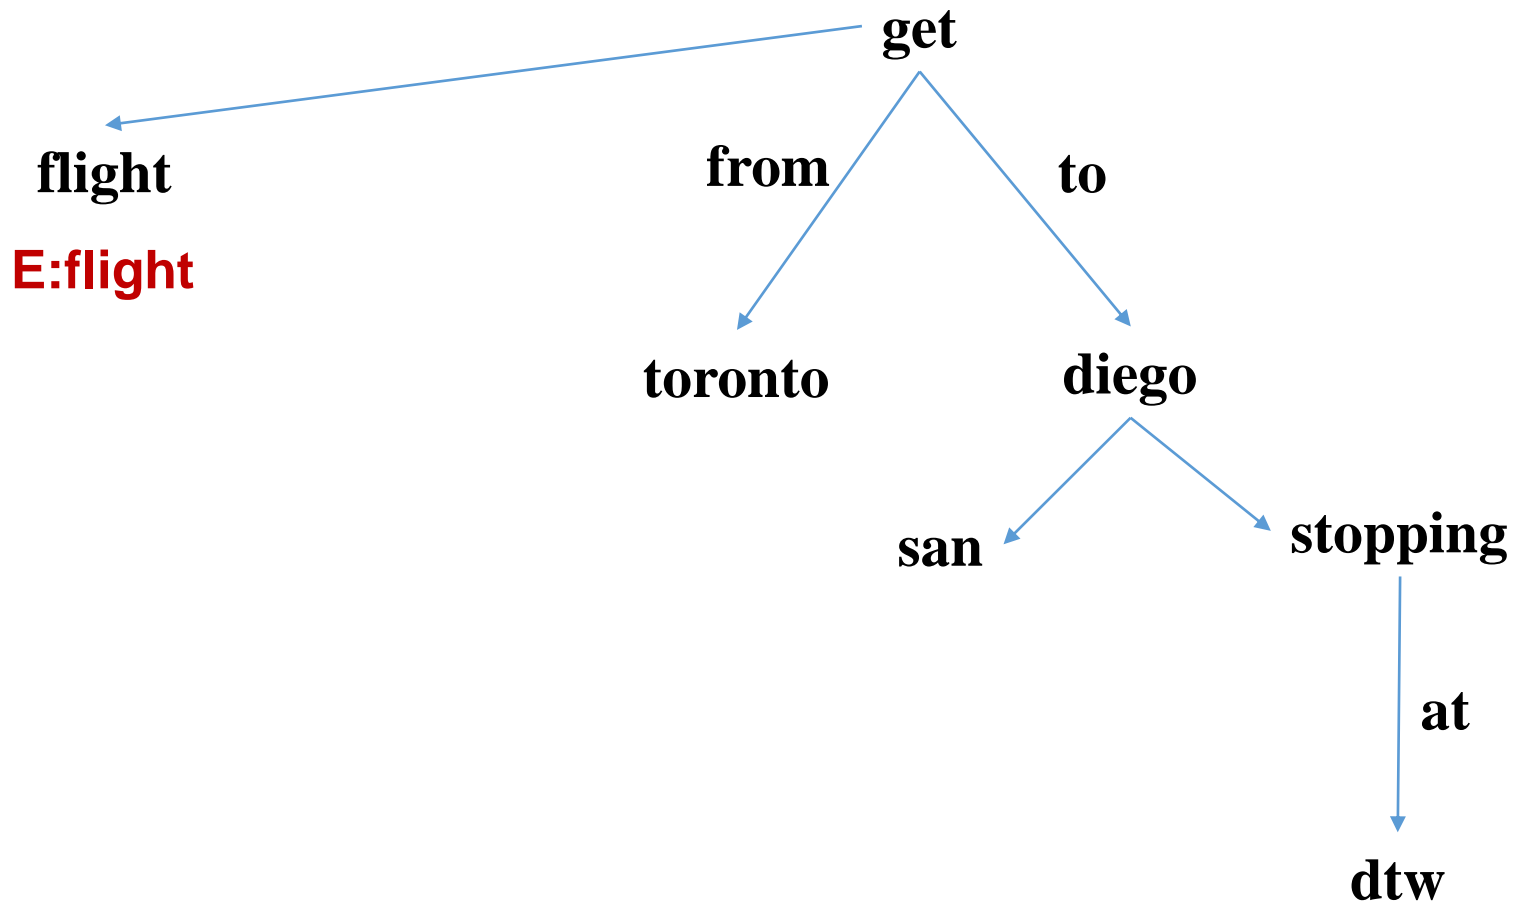 get
from
to
flight
E:flight
toronto
diego
san
stopping
at
dtw